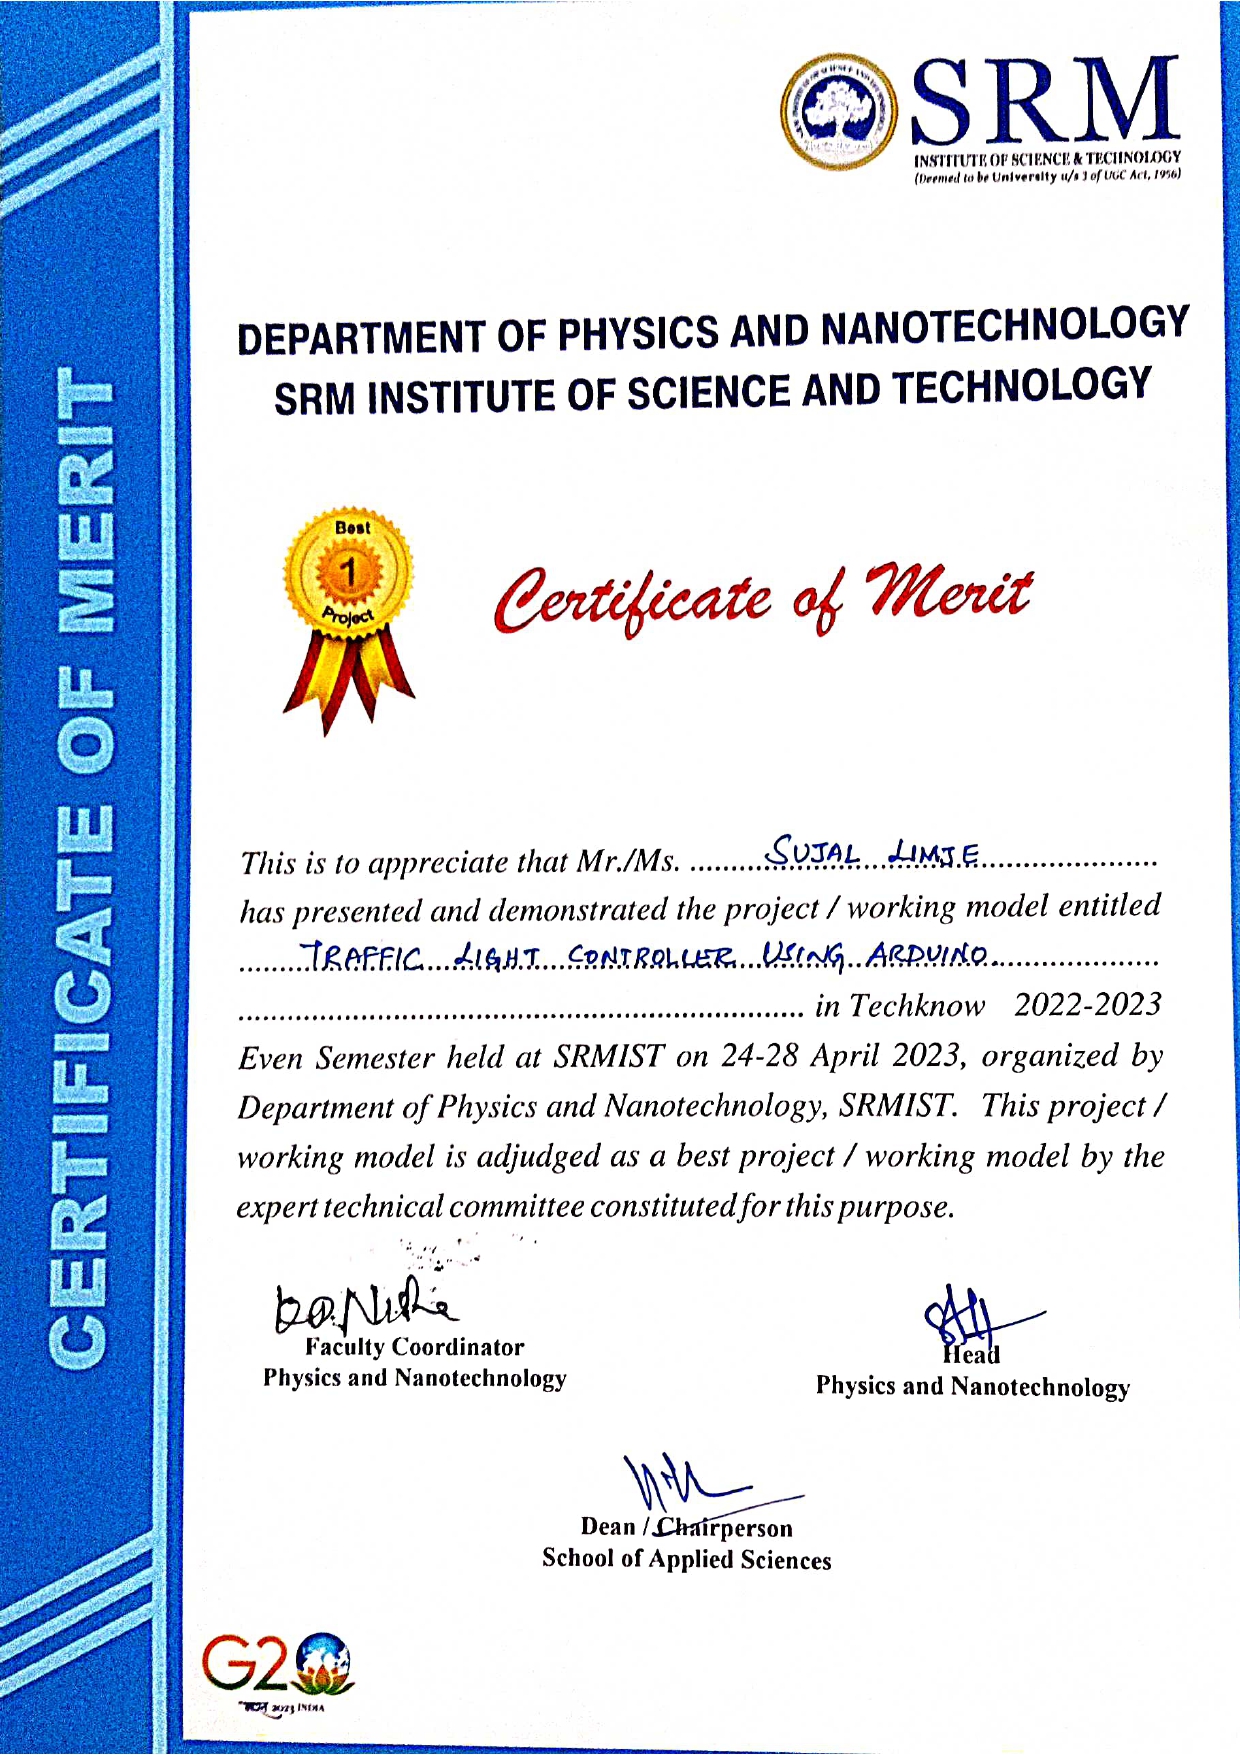 CERTIFICATE OF MERIT
SRM
INSTITUTE OF SCIENCE & TECHNOLOGY
(Deemed to be University u/s 3 of UGC Act, 1956)
DEPARTMENT OF PHYSICS AND NANOTECHNOLOGY
SRM INSTITUTE OF SCIENCE AND TECHNOLOGY
Best
1
Project
Certificate of Merit
This is to appreciate that Mr./Ms. SUJAL LIMJE
has presented and demonstrated the project / working model entitled
TRAFFIC LIGHT CONTROLLER USING ARDUINO
in Techknow 2022-2023
Even Semester held at SRMIST on 24-28 April 2023, organized by
Department of Physics and Nanotechnology, SRMIST. This project /
working model is adjudged as a best project / working model by the
expert technical committee constituted for this purpose.
Faculty Coordinator
Physics and Nanotechnology
Head
Physics and Nanotechnology
Dean / Chairperson
School of Applied Sciences
G20
2023 INDIA